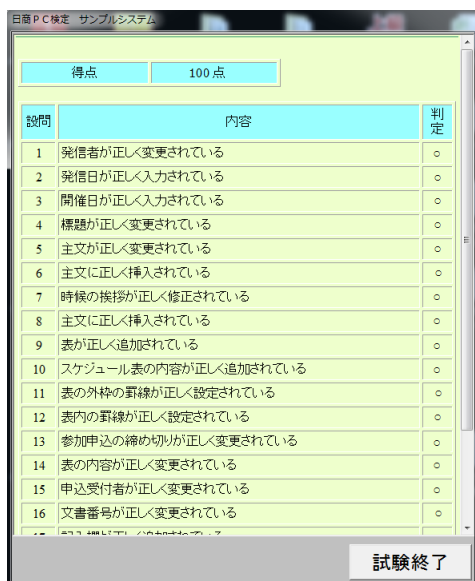 日商ＰＣ検定 サンプルシステム
得点 100 点
設問 内容 判定
1 発信者が正しく変更されている ○
2 発信日が正しく入力されている ○
3 開催日が正しく入力されている ○
4 標題が正しく変更されている ○
5 主文が正しく変更されている ○
6 主文に正しく挿入されている ○
7 時候の挨拶が正しく修正されている ○
8 主文に正しく挿入されている ○
9 表が正しく追加されている ○
10 スケジュール表の内容が正しく追加されている ○
11 表の外枠の罫線が正しく設定されている ○
12 表内の罫線が正しく設定されている ○
13 参加申込の締め切りが正しく変更されている ○
14 表の内容が正しく変更されている ○
15 申込受付者が正しく変更されている ○
16 文書番号が正しく変更されている ○
試験終了